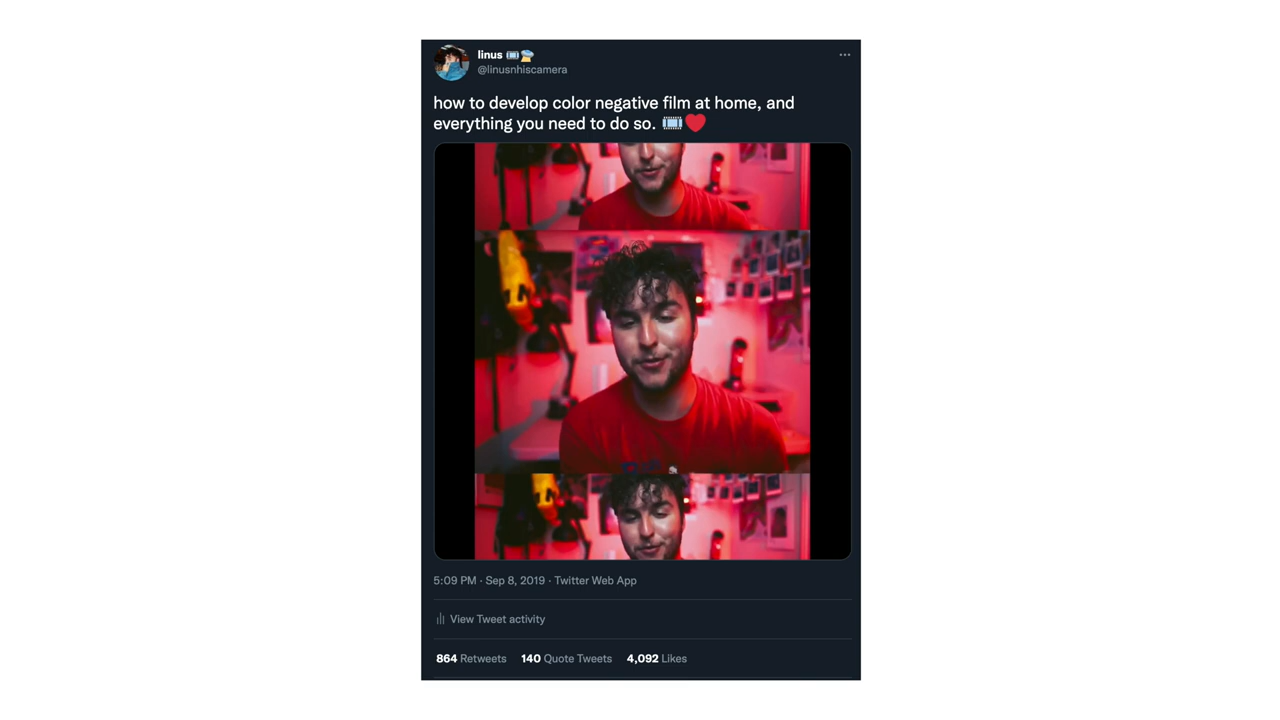 linus 🎞️🛸
@linusnhiscamera
how to develop color negative film at home, and
everything you need to do so. 🎞️❤️
5:09 PM · Sep 8, 2019 · Twitter Web App
View Tweet activity
864 Retweets 140 Quote Tweets 4,092 Likes